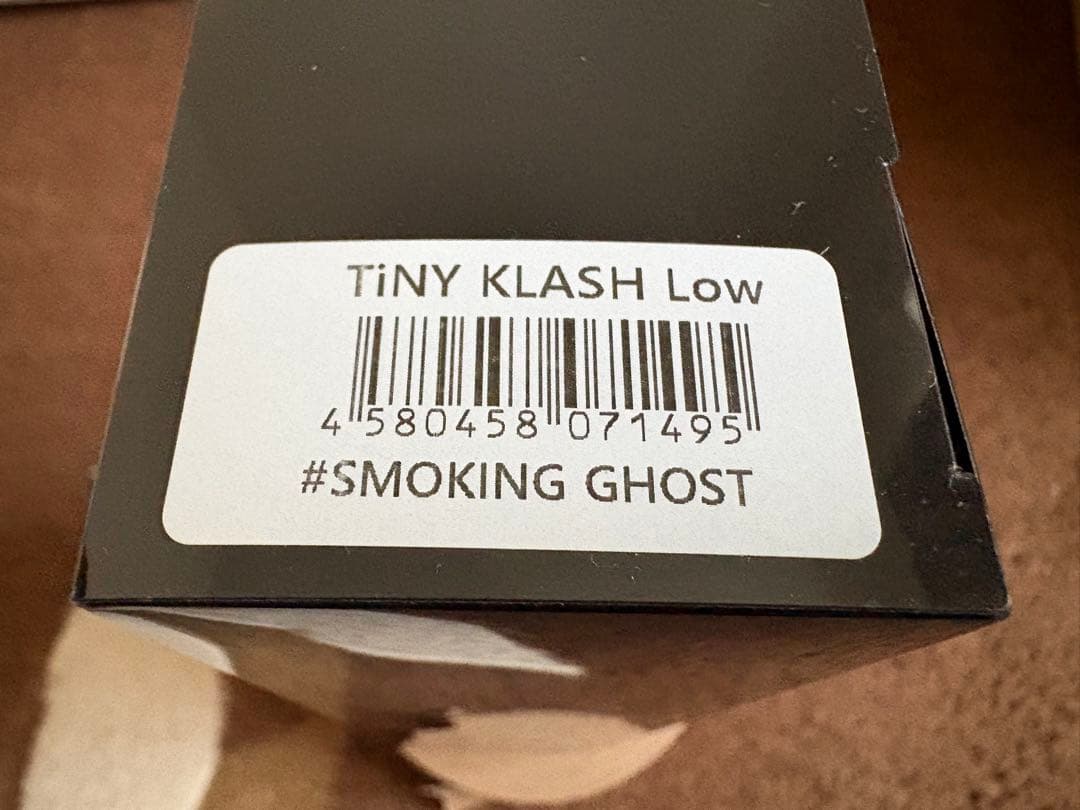 TiNY KLASH Low
4 580458 071495
#SMOKING GHOST